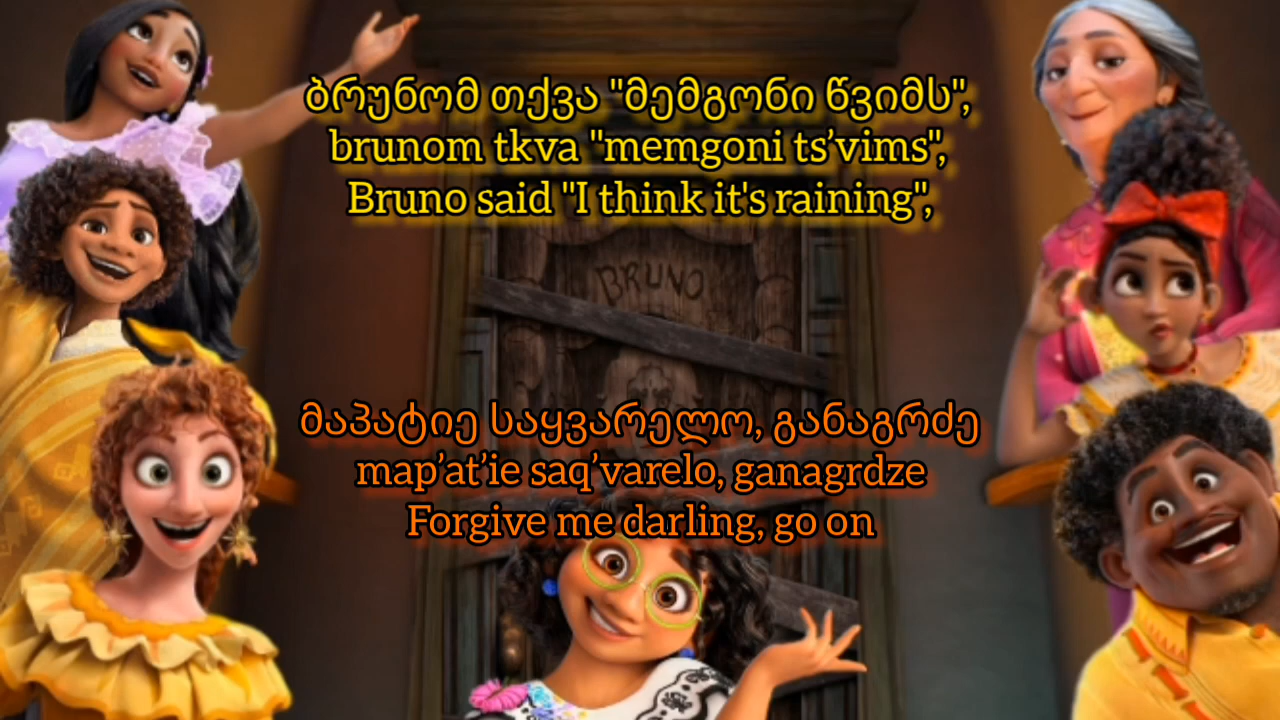 ბრუნომ თქვა "მემგონი წვიმს",
brunom tkva "memgoni ts’vims",
Bruno said "I think it's raining",
BRUNO
მაპატიე საყვარელო, განაგრძე
map’at’ie saq’varelo, ganagrdze
Forgive me darling, go on